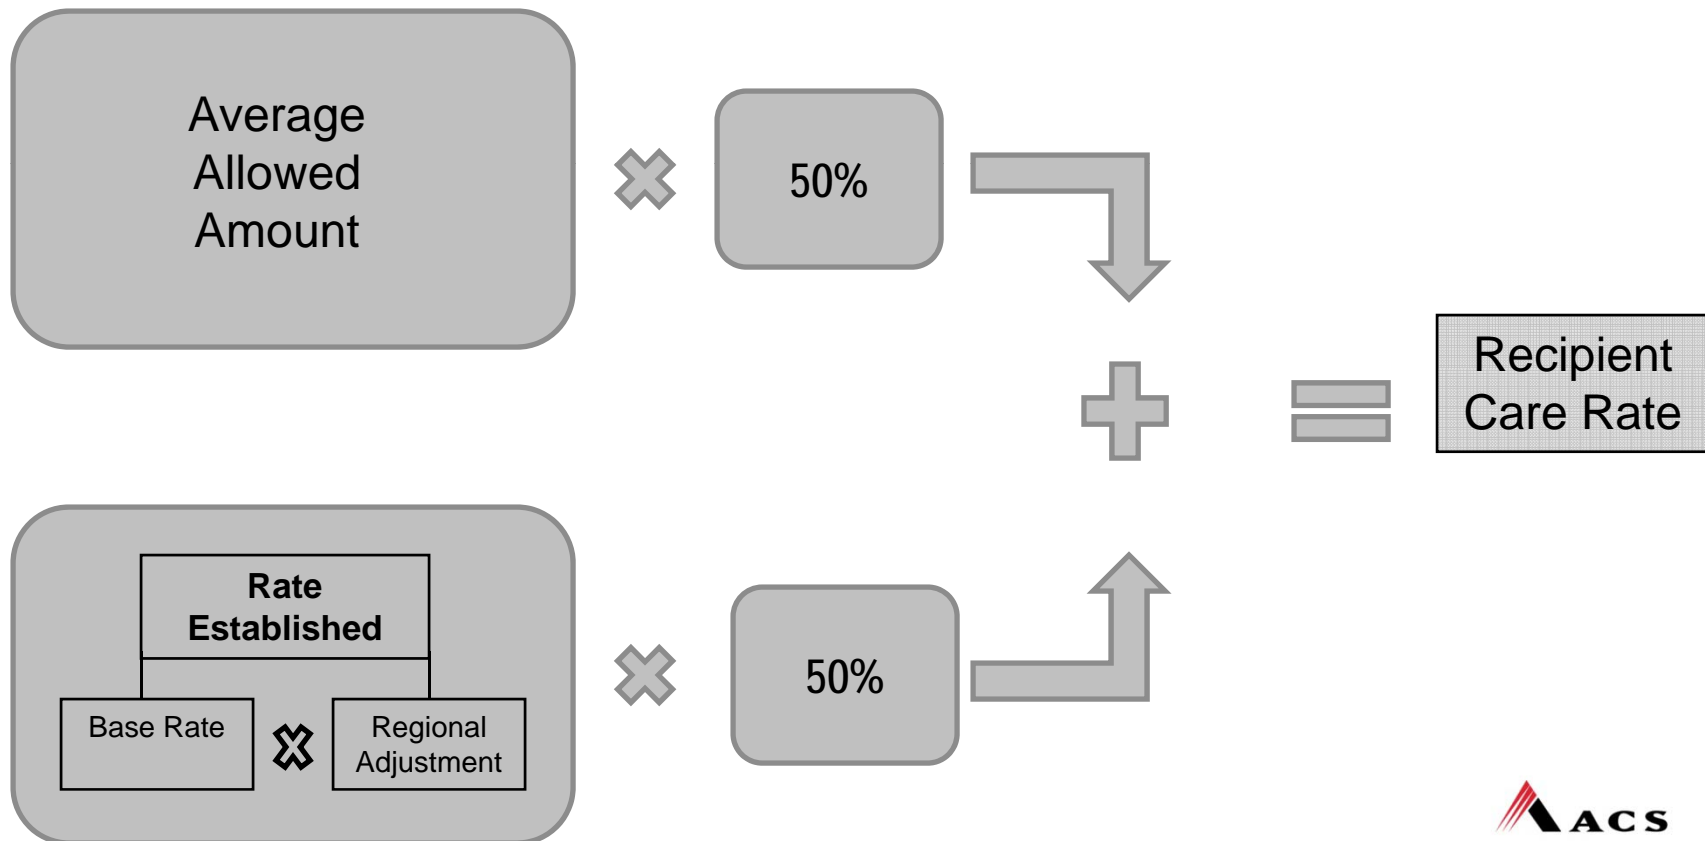 Average
Allowed
Amount
50%
Recipient
Care Rate
Rate
Established
Base Rate
Regional
Adjustment
50%
ACS